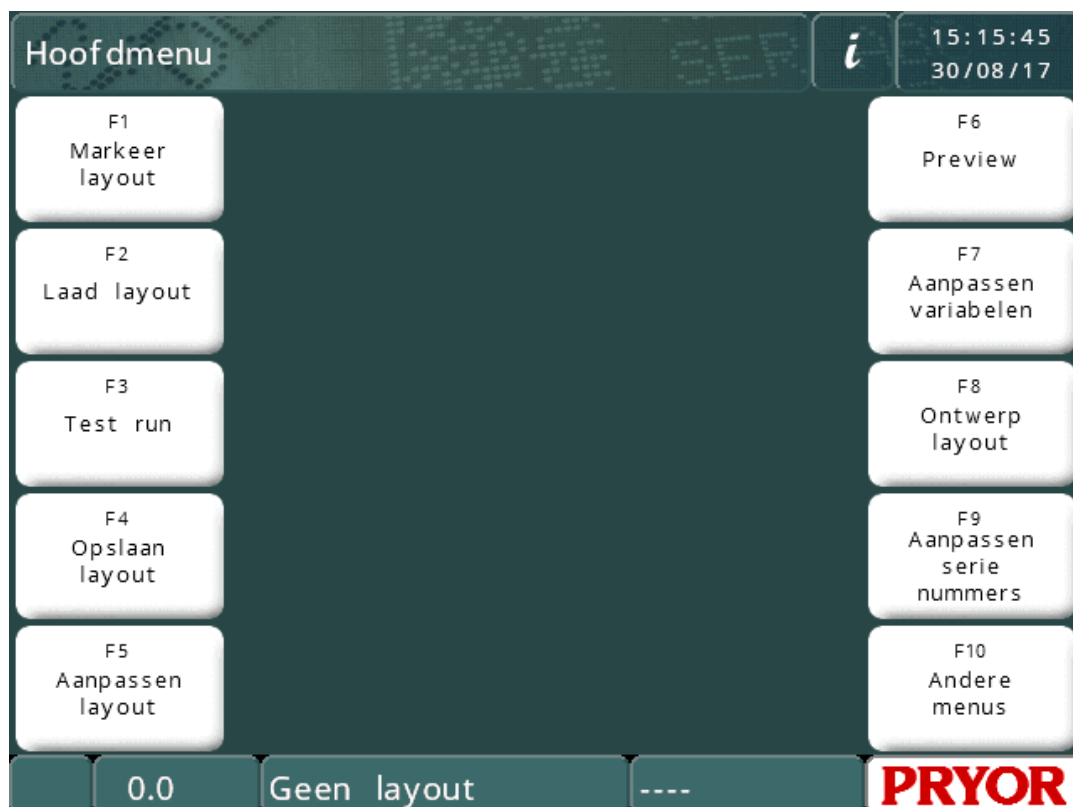 Hoofdmenu
i
15:15:45
30/08/17
F1
Markeer
layout
F2
Laad layout
F3
Test run
F4
Opslaan
layout
F5
Aanpassen
layout
F6
Preview
F7
Aanpassen
variabelen
F8
Ontwerp
layout
F9
Aanpassen
serie
nummers
F10
Andere
menus
0.0
Geen layout
----
PRYOR